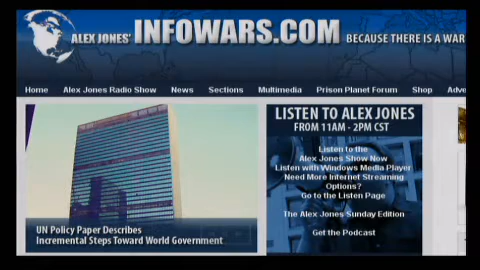 ALEX JONES' INFOWARS.COM BECAUSE THERE IS A WAR
Home Alex Jones Radio Show News Sections Multimedia Prison Planet Forum Shop Adve
LISTEN TO ALEX JONES
FROM 11AM - 2PM CST
Listen to the
Alex Jones Show Now
Listen with Windows Media Player
Need More Internet Streaming
Options?
Go to the Listen Page
The Alex Jones Sunday Edition
Get the Podcast
UN Policy Paper Describes
Incremental Steps Toward World Government